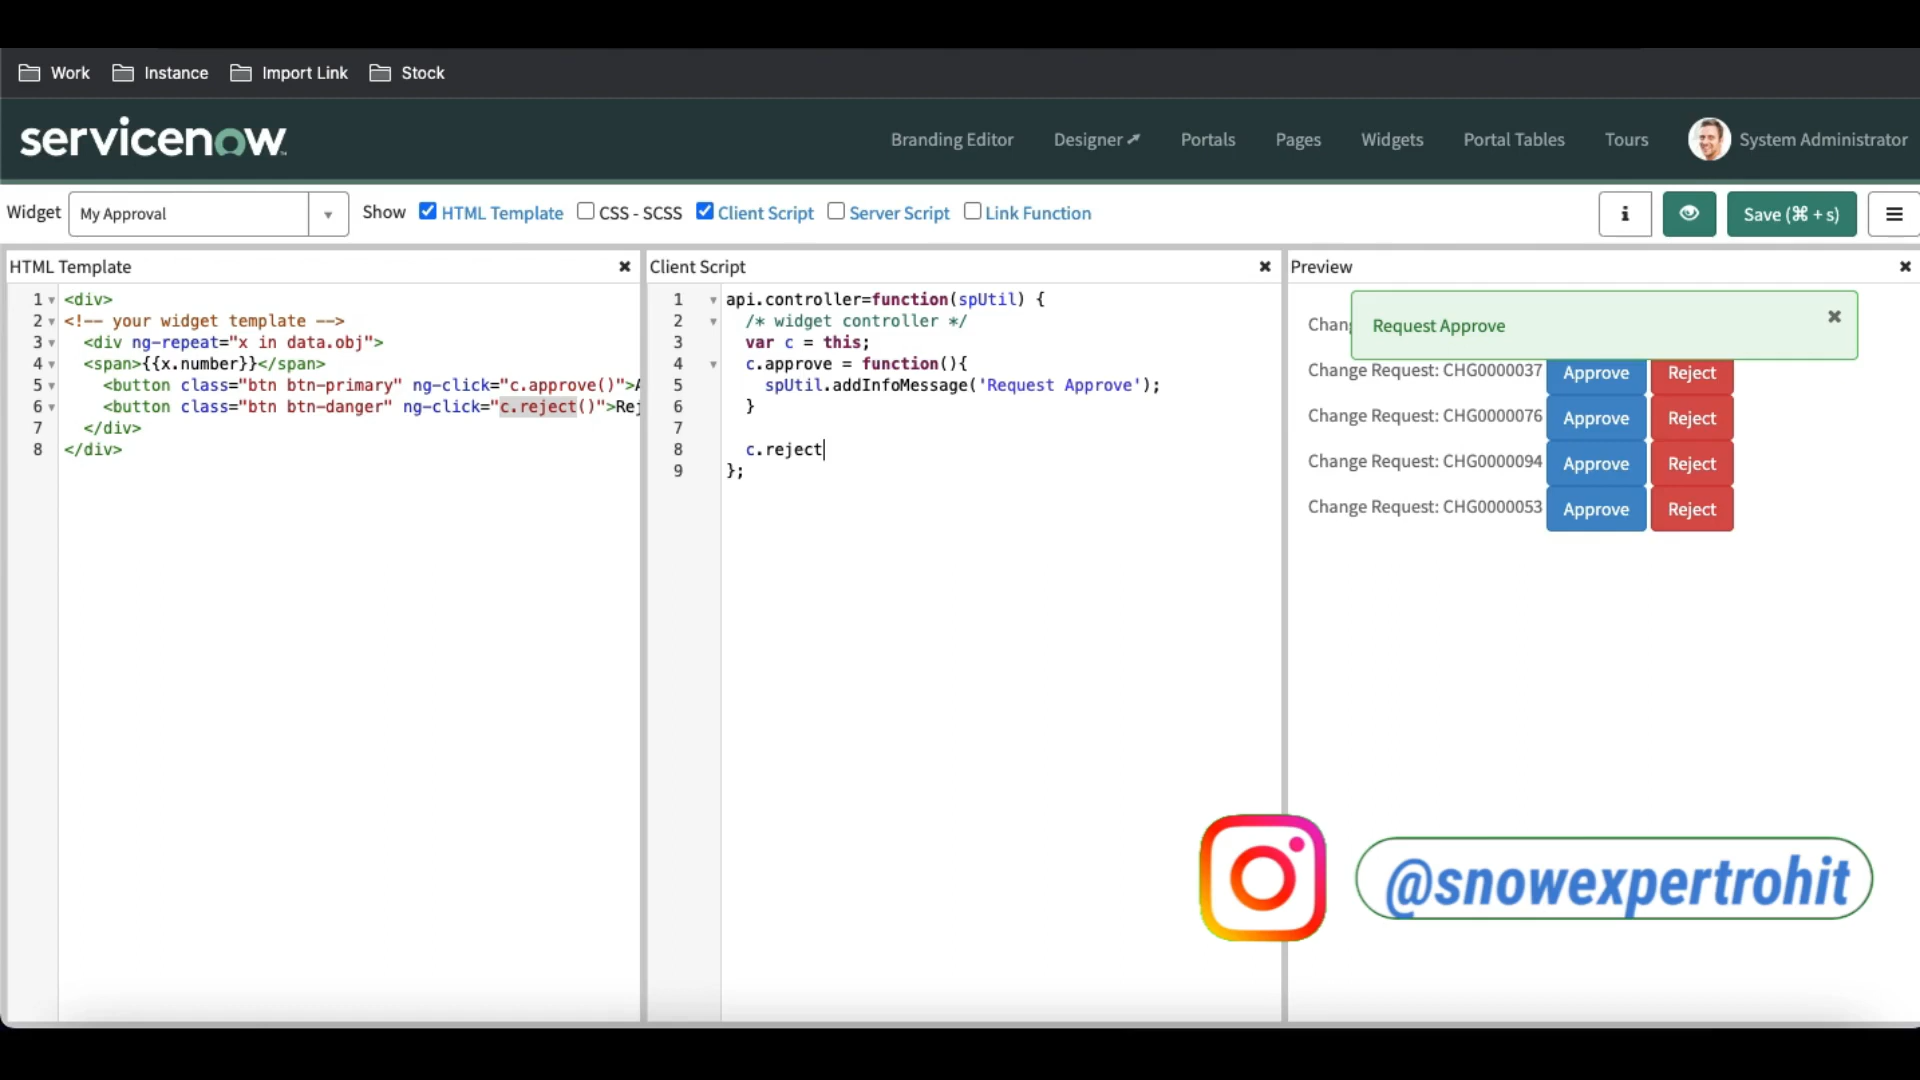 Work Instance Import Link Stock
servicenow Branding Editor Designer Portals Pages Widgets Portal Tables Tours System Administrator
Widget My Approval Show HTML Template CSS - SCSS Client Script Server Script Link Function i Save (⌘ + s)
HTML Template
1 <div>
2 <!-- your widget template -->
3 <div ng-repeat="x in data.obj">
4 <span>{{x.number}}</span>
5 <button class="btn btn-primary" ng-click="c.approve()">
6 <button class="btn btn-danger" ng-click="c.reject()">Rej
7 </div>
8 </div>
Client Script
1 api.controller=function(spUtil) {
2 /* widget controller */
3 var c = this;
4 c.approve = function(){
5 spUtil.addInfoMessage('Request Approve');
6 }
7
8 c.reject
9 };
Preview
Request Approve
Chan
Change Request: CHG0000037 Approve Reject
Change Request: CHG0000076 Approve Reject
Change Request: CHG0000094 Approve Reject
Change Request: CHG0000053 Approve Reject
@snowexpertrohit